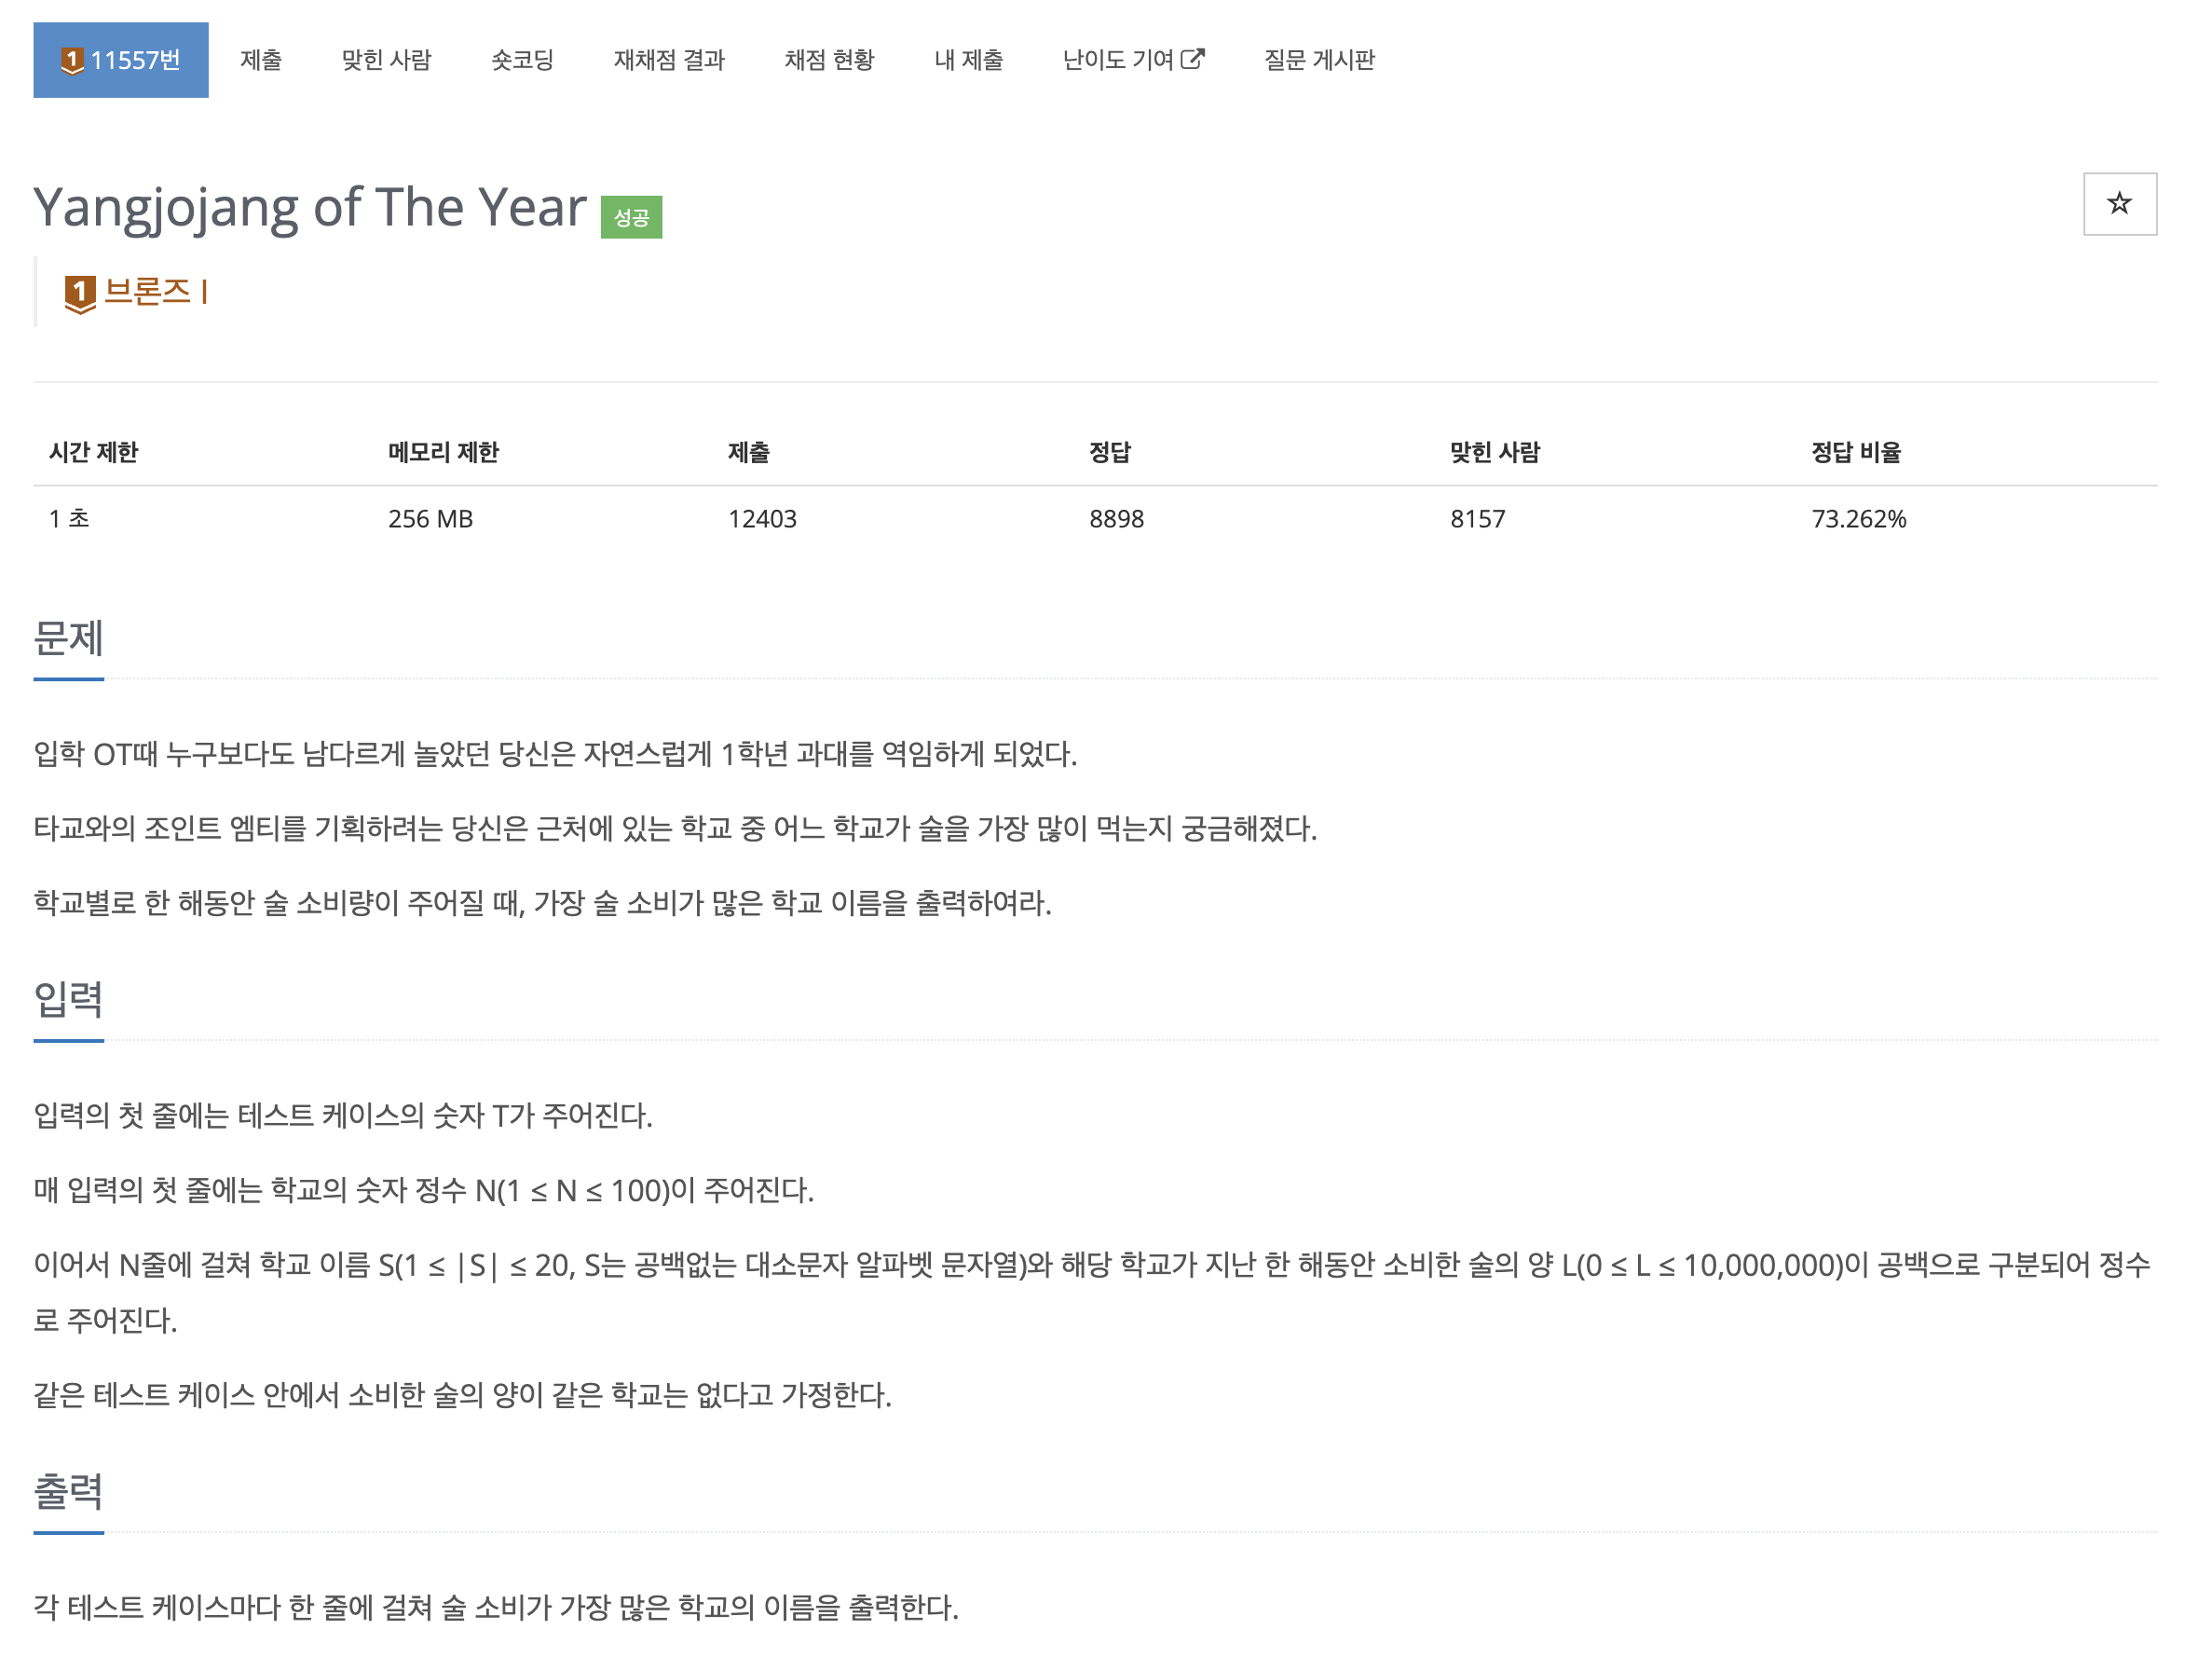 1 11557번 제출 맞힌 사람 숏코딩 재채점 결과 채점 현황 내 제출 난이도 기여 질문 게시판
Yangjojang of The Year 성공
1 브론즈 I
시간 제한 메모리 제한 제출 정답 맞힌 사람 정답 비율
1 초 256 MB 12403 8898 8157 73.262%
문제
입학 OT때 누구보다도 남다르게 놀았던 당신은 자연스럽게 1학년 과대를 역임하게 되었다.
타교와의 조인트 엠티를 기획하려는 당신은 근처에 있는 학교 중 어느 학교가 술을 가장 많이 먹는지 궁금해졌다.
학교별로 한 해동안 술 소비량이 주어질 때, 가장 술 소비가 많은 학교 이름을 출력하여라.
입력
입력의 첫 줄에는 테스트 케이스의 숫자 T가 주어진다.
매 입력의 첫 줄에는 학교의 숫자 정수 N(1 ≤ N ≤ 100)이 주어진다.
이어서 N줄에 걸쳐 학교 이름 S(1 ≤ |S| ≤ 20, S는 공백없는 대소문자 알파벳 문자열)와 해당 학교가 지난 한 해동안 소비한 술의 양 L(0 ≤ L ≤ 10,000,000)이 공백으로 구분되어 정수
로 주어진다.
같은 테스트 케이스 안에서 소비한 술의 양이 같은 학교는 없다고 가정한다.
출력
각 테스트 케이스마다 한 줄에 걸쳐 술 소비가 가장 많은 학교의 이름을 출력한다.